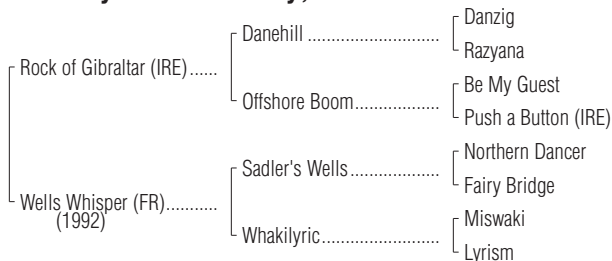 Danzig
Danehill ..............................
Razyana
Rock of Gibraltar (IRE)......
Be My Guest
Offshore Boom.....................
Push a Button (IRE)
Northern Dancer
Sadler's Wells......................
Fairy Bridge
Wells Whisper (FR)...........
(1992)
Miswaki
Whakilyric.............................
Lyrism